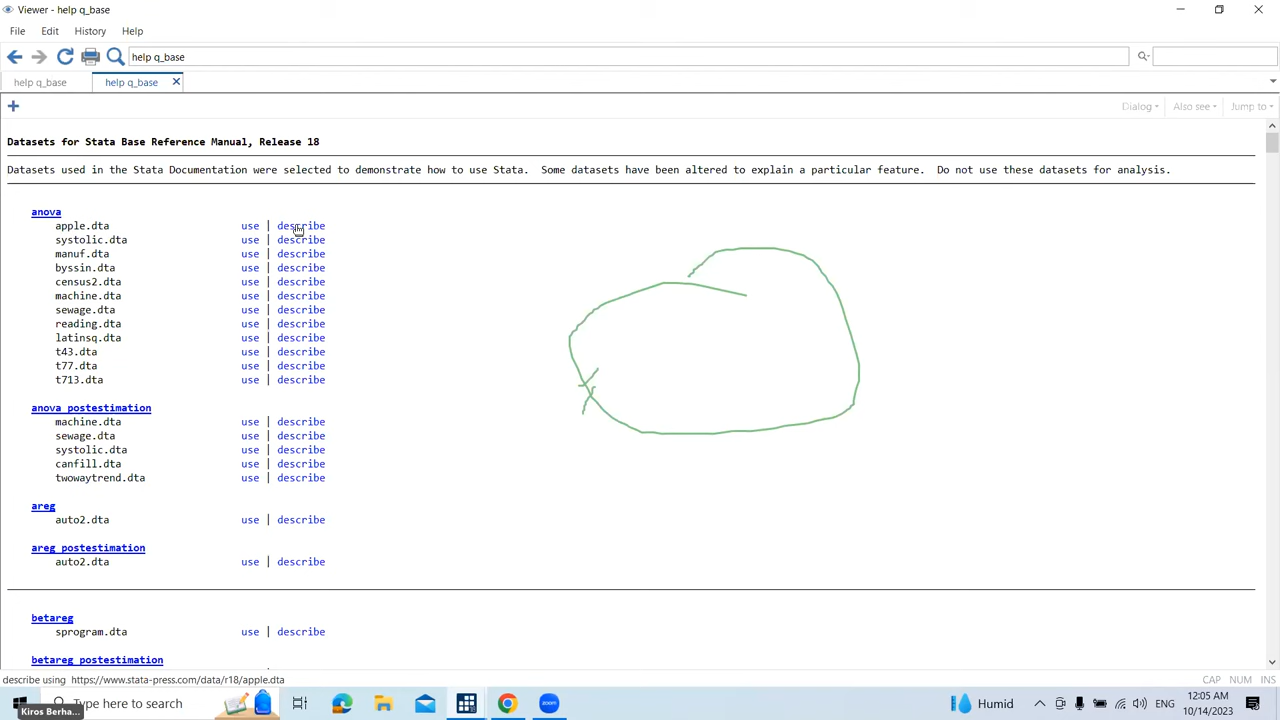 Viewer - help q_base
File Edit History Help
help q_base
help q_base help q_base
Dialog Also see Jump to
Datasets for Stata Base Reference Manual, Release 18
Datasets used in the Stata Documentation were selected to demonstrate how to use Stata. Some datasets have been altered to explain a particular feature. Do not use these datasets for analysis.
anova
apple.dta use | describe
systolic.dta use | describe
manuf.dta use | describe
byssin.dta use | describe
census2.dta use | describe
machine.dta use | describe
sewage.dta use | describe
reading.dta use | describe
latinsq.dta use | describe
t43.dta use | describe
t77.dta use | describe
t713.dta use | describe
anova postestimation
machine.dta use | describe
sewage.dta use | describe
systolic.dta use | describe
canfill.dta use | describe
twowaytrend.dta use | describe
areg
auto2.dta use | describe
areg postestimation
auto2.dta use | describe
betareg
sprogram.dta use | describe
betareg postestimation
describe using https://www.stata-press.com/data/r18/apple.dta CAP NUM INS
Type here to search zoom Humid ENG 12:05 AM
Kiros Berha... 10/14/2023